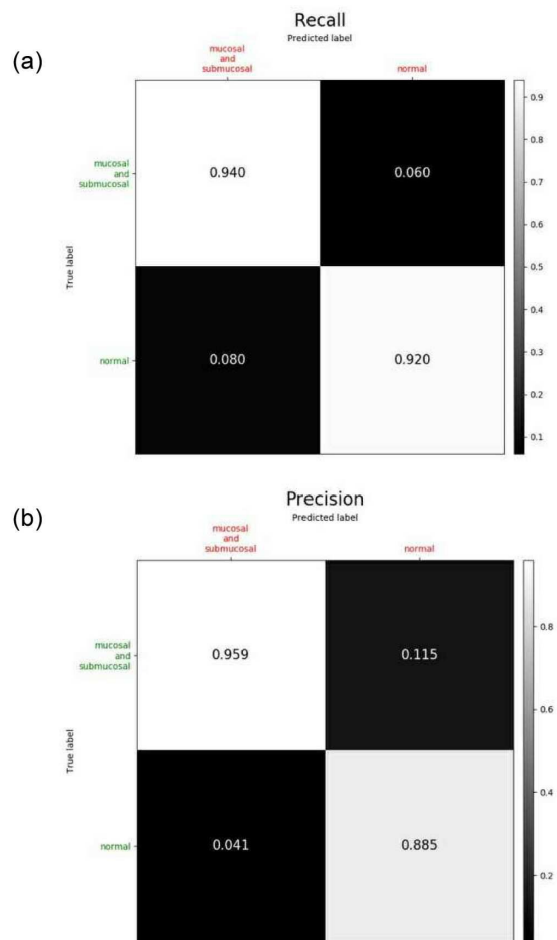 (a)
Recall
Predicted label
mucosal
and
submucosal
normal
0.9
0.8
0.7
0.6
0.5
0.4
0.3
0.2
0.1
True label
mucosal
and
submucosal
0.940
0.060
normal
0.080
0.920
(b)
Precision
Predicted label
mucosal
and
submucosal
normal
0.8
0.6
0.4
0.2
True label
mucosal
and
submucosal
0.959
0.115
normal
0.041
0.885